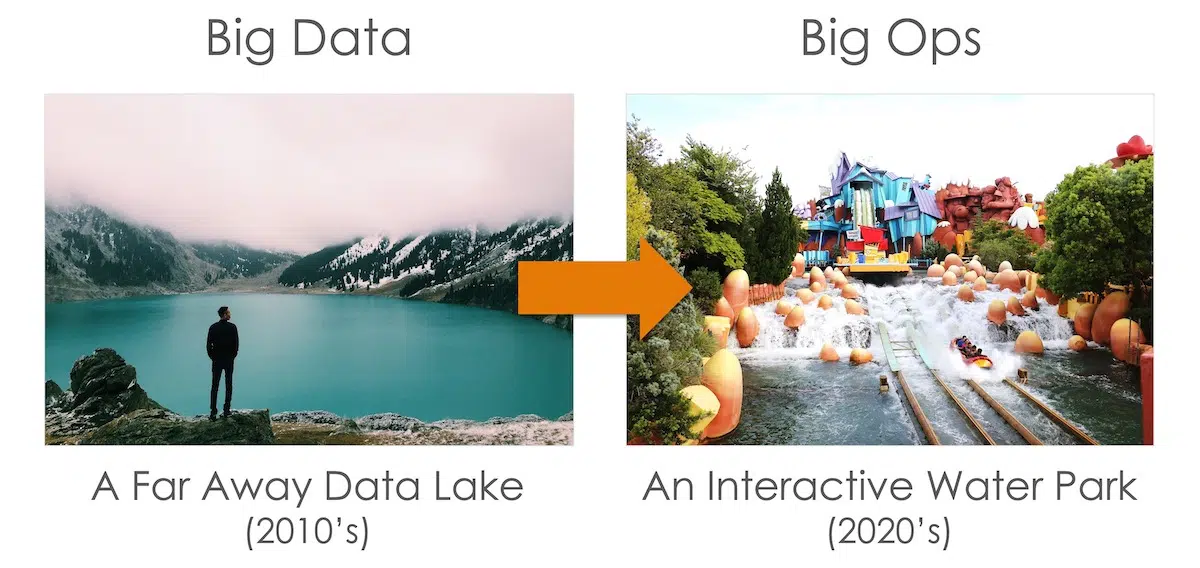 Big Data
Big Ops
A Far Away Data Lake
(2010's)
An Interactive Water Park
(2020's)